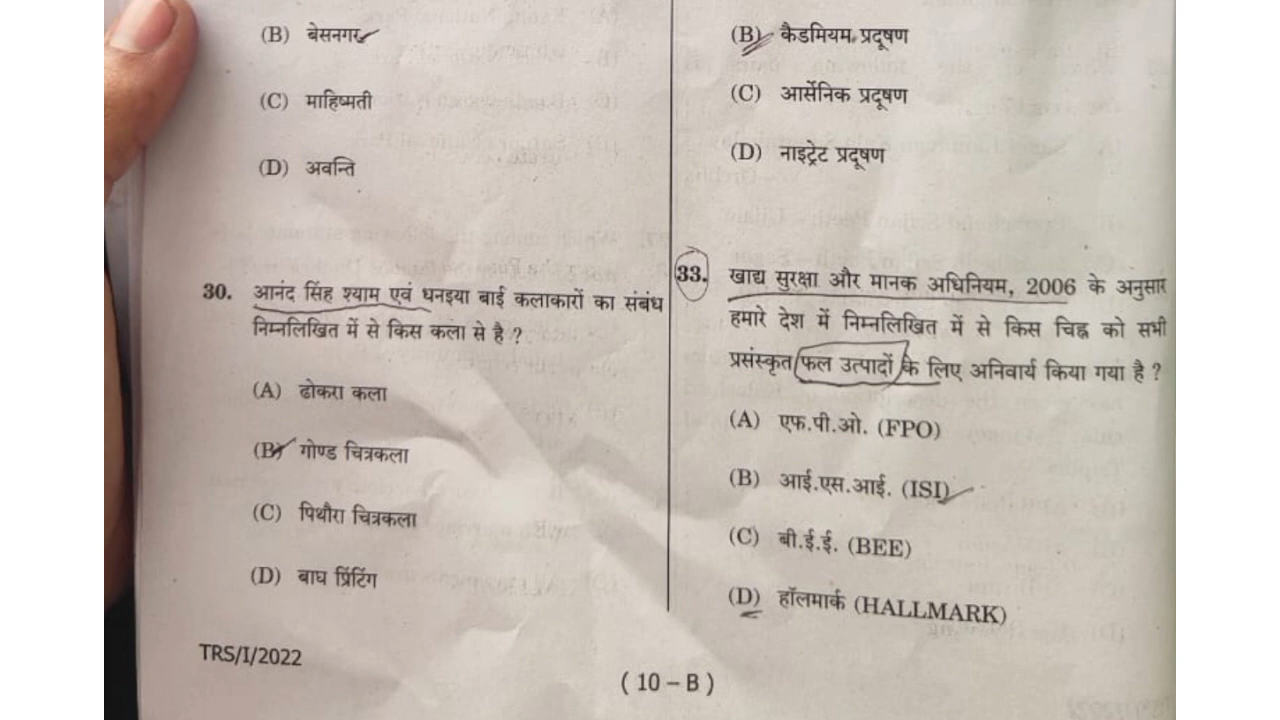 (B) बेसनगर
(C) माहिष्मती
(D) अवन्ति
30. आनंद सिंह श्याम एवं धनइया बाई कलाकारों का संबंध
निम्नलिखित में से किस कला से है ?
(A) ढोकरा कला
(B) गोण्ड चित्रकला
(C) पिथौरा चित्रकला
(D) बाघ प्रिंटिंग
(B) कैडमियम प्रदूषण
(C) आर्सेनिक प्रदूषण
(D) नाइट्रेट प्रदूषण
33. खाद्य सुरक्षा और मानक अधिनियम, 2006 के अनुसार
हमारे देश में निम्नलिखित में से किस चिह्न को सभी
प्रसंस्कृत फल उत्पादों के लिए अनिवार्य किया गया है ?
(A) एफ.पी.ओ. (FPO)
(B) आई.एस.आई. (ISI)
(C) बी.ई.ई. (BEE)
(D) हॉलमार्क (HALLMARK)
TRS/I/2022
( 10 – B )